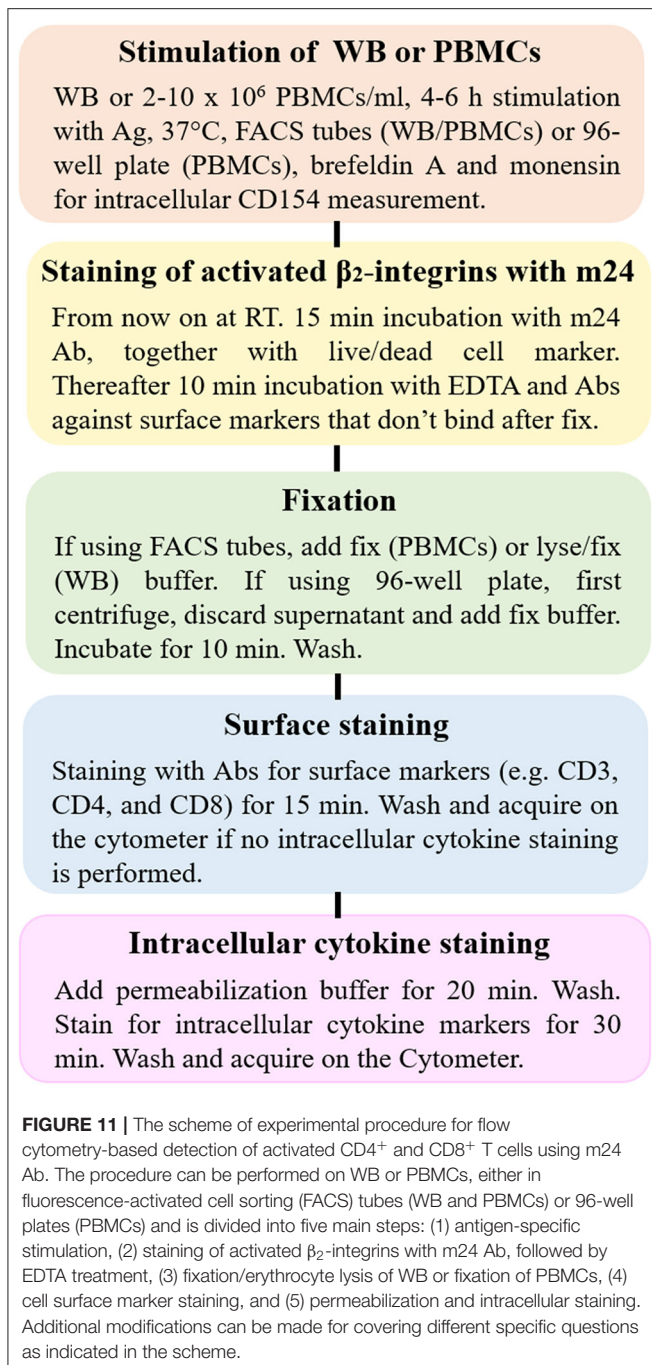 Stimulation of WB or PBMCs
WB or 2-10 x 10⁶ PBMCs/ml, 4-6 h stimulation
with Ag, 37°C, FACS tubes (WB/PBMCs) or 96-
well plate (PBMCs), brefeldin A and monensin
for intracellular CD154 measurement.
Staining of activated β₂-integrins with m24
From now on at RT. 15 min incubation with m24
Ab, together with live/dead cell marker.
Thereafter 10 min incubation with EDTA and Abs
against surface markers that don't bind after fix.
Fixation
If using FACS tubes, add fix (PBMCs) or lyse/fix
(WB) buffer. If using 96-well plate, first
centrifuge, discard supernatant and add fix buffer.
Incubate for 10 min. Wash.
Surface staining
Staining with Abs for surface markers (e.g. CD3,
CD4, and CD8) for 15 min. Wash and acquire on
the cytometer if no intracellular cytokine staining
is performed.
Intracellular cytokine staining
Add permeabilization buffer for 20 min. Wash.
Stain for intracellular cytokine markers for 30
min. Wash and acquire on the Cytometer.
FIGURE 11 | The scheme of experimental procedure for flow
cytometry-based detection of activated CD4⁺ and CD8⁺ T cells using m24
Ab. The procedure can be performed on WB or PBMCs, either in
fluorescence-activated cell sorting (FACS) tubes (WB and PBMCs) or 96-well
plates (PBMCs) and is divided into five main steps: (1) antigen-specific
stimulation, (2) staining of activated β₂-integrins with m24 Ab, followed by
EDTA treatment, (3) fixation/erythrocyte lysis of WB or fixation of PBMCs, (4)
cell surface marker staining, and (5) permeabilization and intracellular staining.
Additional modifications can be made for covering different specific questions
as indicated in the scheme.